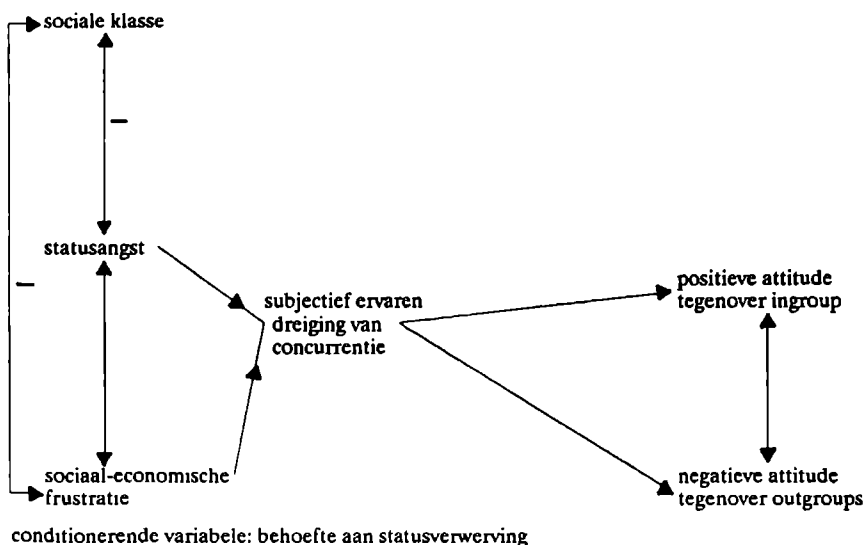 sociale klasse
statusangst
subjectief ervaren
dreiging van
concurrentie
positieve attitude
tegenover ingroup
sociaal-economische
frustratie
negatieve attitude
tegenover outgroups
conditionerende variabele: behoefte aan statusverwerving